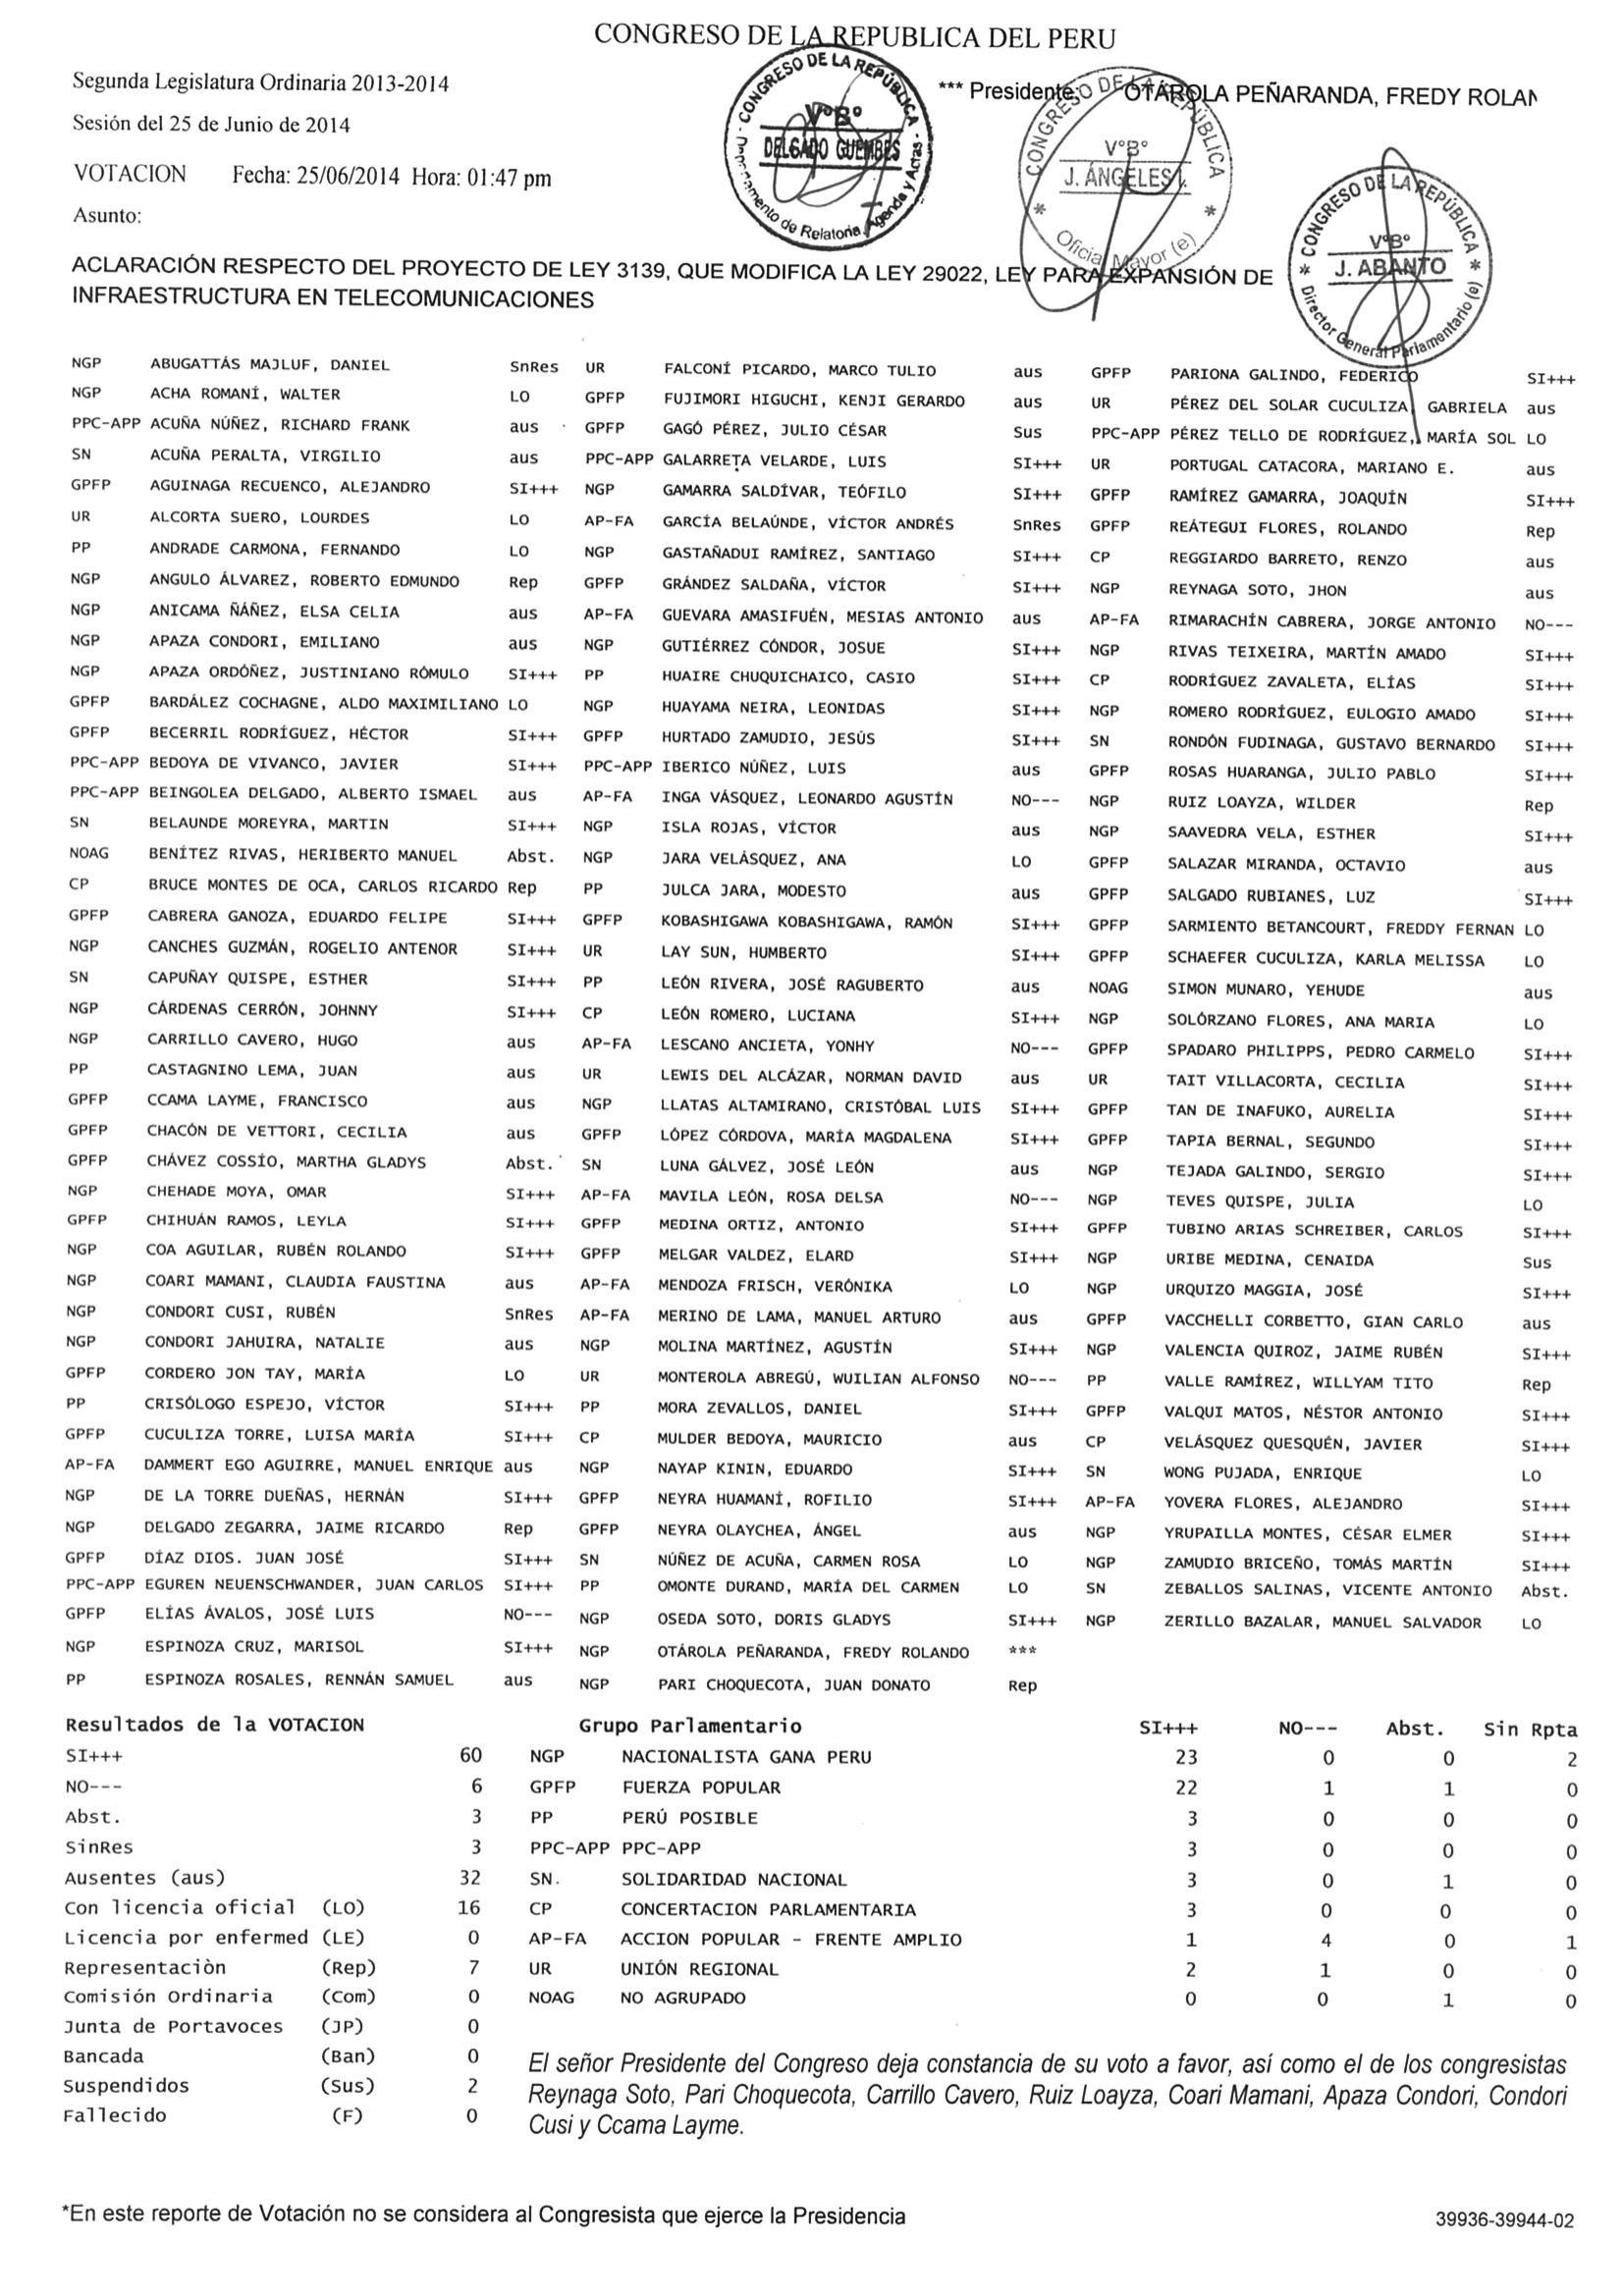 CONGRESO DE LA REPUBLICA DEL PERU
Segunda Legislatura Ordinaria 2013-2014
*** Presidente: OTÁROLA PEÑARANDA, FREDY ROLAN
Sesión del 25 de Junio de 2014
VOTACION Fecha: 25/06/2014 Hora: 01:47 pm
Asunto:
CONGRESO DE LA REPÚBLICA
V°B°
DELGADO GUEMBES
Departamento de Relatoria, Agenda y Actas
CONGRESO DE LA REPÚBLICA
V°B°
J. ÁNGELES I.
Oficial Mayor (e)
CONGRESO DE LA REPÚBLICA
V°B°
J. ABANTO
Director General Parlamentario (e)
ACLARACIÓN RESPECTO DEL PROYECTO DE LEY 3139, QUE MODIFICA LA LEY 29022, LEY PARA EXPANSIÓN DE
INFRAESTRUCTURA EN TELECOMUNICACIONES
NGP ABUGATTÁS MAJLUF, DANIEL SnRes UR FALCONÍ PICARDO, MARCO TULIO aus GPFP PARIONA GALINDO, FEDERICO SI+++
NGP ACHA ROMANÍ, WALTER LO GPFP FUJIMORI HIGUCHI, KENJI GERARDO aus UR PÉREZ DEL SOLAR CUCULIZA, GABRIELA aus
PPC-APP ACUÑA NÚÑEZ, RICHARD FRANK aus GPFP GAGÓ PÉREZ, JULIO CÉSAR Sus PPC-APP PÉREZ TELLO DE RODRÍGUEZ, MARÍA SOL LO
SN ACUÑA PERALTA, VIRGILIO aus PPC-APP GALARRETA VELARDE, LUIS SI+++ UR PORTUGAL CATACORA, MARIANO E. aus
GPFP AGUINAGA RECUENCO, ALEJANDRO SI+++ NGP GAMARRA SALDÍVAR, TEÓFILO SI+++ GPFP RAMÍREZ GAMARRA, JOAQUÍN SI+++
UR ALCORTA SUERO, LOURDES LO AP-FA GARCÍA BELAÚNDE, VÍCTOR ANDRÉS SnRes GPFP REÁTEGUI FLORES, ROLANDO Rep
PP ANDRADE CARMONA, FERNANDO LO NGP GASTAÑADUI RAMÍREZ, SANTIAGO SI+++ CP REGGIARDO BARRETO, RENZO aus
NGP ANGULO ÁLVAREZ, ROBERTO EDMUNDO Rep GPFP GRÁNDEZ SALDAÑA, VÍCTOR SI+++ NGP REYNAGA SOTO, JHON aus
NGP ANICAMA ÑÁÑEZ, ELSA CELIA aus AP-FA GUEVARA AMASIFUÉN, MESIAS ANTONIO aus AP-FA RIMARACHÍN CABRERA, JORGE ANTONIO NO---
NGP APAZA CONDORI, EMILIANO aus NGP GUTIÉRREZ CÓNDOR, JOSUE SI+++ NGP RIVAS TEIXEIRA, MARTÍN AMADO SI+++
NGP APAZA ORDÓÑEZ, JUSTINIANO RÓMULO SI+++ PP HUAIRE CHUQUICHAICO, CASIO SI+++ CP RODRÍGUEZ ZAVALETA, ELÍAS SI+++
GPFP BARDÁLEZ COCHAGNE, ALDO MAXIMILIANO LO NGP HUAYAMA NEIRA, LEONIDAS SI+++ NGP ROMERO RODRÍGUEZ, EULOGIO AMADO SI+++
GPFP BECERRIL RODRÍGUEZ, HÉCTOR SI+++ GPFP HURTADO ZAMUDIO, JESÚS SI+++ SN RONDÓN FUDINAGA, GUSTAVO BERNARDO SI+++
PPC-APP BEDOYA DE VIVANCO, JAVIER SI+++ PPC-APP IBERICO NÚÑEZ, LUIS aus GPFP ROSAS HUARANGA, JULIO PABLO SI+++
PPC-APP BEINGOLEA DELGADO, ALBERTO ISMAEL aus AP-FA INGA VÁSQUEZ, LEONARDO AGUSTÍN NO--- NGP RUIZ LOAYZA, WILDER Rep
SN BELAUNDE MOREYRA, MARTIN SI+++ NGP ISLA ROJAS, VÍCTOR aus NGP SAAVEDRA VELA, ESTHER SI+++
NOAG BENÍTEZ RIVAS, HERIBERTO MANUEL Abst. NGP JARA VELÁSQUEZ, ANA LO GPFP SALAZAR MIRANDA, OCTAVIO aus
CP BRUCE MONTES DE OCA, CARLOS RICARDO Rep PP JULCA JARA, MODESTO aus GPFP SALGADO RUBIANES, LUZ SI+++
GPFP CABRERA GANOZA, EDUARDO FELIPE SI+++ GPFP KOBASHIGAWA KOBASHIGAWA, RAMÓN SI+++ GPFP SARMIENTO BETANCOURT, FREDDY FERNAN LO
NGP CANCHES GUZMÁN, ROGELIO ANTENOR SI+++ UR LAY SUN, HUMBERTO SI+++ GPFP SCHAEFER CUCULIZA, KARLA MELISSA LO
SN CAPUÑAY QUISPE, ESTHER SI+++ PP LEÓN RIVERA, JOSÉ RAGUBERTO aus NOAG SIMON MUNARO, YEHUDE aus
NGP CÁRDENAS CERRÓN, JOHNNY SI+++ CP LEÓN ROMERO, LUCIANA SI+++ NGP SOLÓRZANO FLORES, ANA MARIA LO
NGP CARRILLO CAVERO, HUGO aus AP-FA LESCANO ANCIETA, YONHY NO--- GPFP SPADARO PHILIPPS, PEDRO CARMELO SI+++
PP CASTAGNINO LEMA, JUAN aus UR LEWIS DEL ALCÁZAR, NORMAN DAVID aus UR TAIT VILLACORTA, CECILIA SI+++
GPFP CCAMA LAYME, FRANCISCO aus NGP LLATAS ALTAMIRANO, CRISTÓBAL LUIS SI+++ GPFP TAN DE INAFUKO, AURELIA SI+++
GPFP CHACÓN DE VETTORI, CECILIA aus GPFP LÓPEZ CÓRDOVA, MARÍA MAGDALENA SI+++ GPFP TAPIA BERNAL, SEGUNDO SI+++
GPFP CHÁVEZ COSSÍO, MARTHA GLADYS Abst. SN LUNA GÁLVEZ, JOSÉ LEÓN aus NGP TEJADA GALINDO, SERGIO SI+++
NGP CHEHADE MOYA, OMAR SI+++ AP-FA MAVILA LEÓN, ROSA DELSA NO--- NGP TEVES QUISPE, JULIA LO
GPFP CHIHUÁN RAMOS, LEYLA SI+++ GPFP MEDINA ORTIZ, ANTONIO SI+++ GPFP TUBINO ARIAS SCHREIBER, CARLOS SI+++
NGP COA AGUILAR, RUBÉN ROLANDO SI+++ GPFP MELGAR VALDEZ, ELARD SI+++ NGP URIBE MEDINA, CENAIDA Sus
NGP COARI MAMANI, CLAUDIA FAUSTINA aus AP-FA MENDOZA FRISCH, VERÓNIKA LO NGP URQUIZO MAGGIA, JOSÉ SI+++
NGP CONDORI CUSI, RUBÉN SnRes AP-FA MERINO DE LAMA, MANUEL ARTURO aus GPFP VACCHELLI CORBETTO, GIAN CARLO aus
NGP CONDORI JAHUIRA, NATALIE aus NGP MOLINA MARTÍNEZ, AGUSTÍN SI+++ NGP VALENCIA QUIROZ, JAIME RUBÉN SI+++
GPFP CORDERO JON TAY, MARÍA LO UR MONTEROLA ABREGÚ, WUILIAN ALFONSO NO--- PP VALLE RAMÍREZ, WILLYAM TITO Rep
PP CRISÓLOGO ESPEJO, VÍCTOR SI+++ PP MORA ZEVALLOS, DANIEL SI+++ GPFP VALQUI MATOS, NÉSTOR ANTONIO SI+++
GPFP CUCULIZA TORRE, LUISA MARÍA SI+++ CP MULDER BEDOYA, MAURICIO aus CP VELÁSQUEZ QUESQUÉN, JAVIER SI+++
AP-FA DAMMERT EGO AGUIRRE, MANUEL ENRIQUE aus NGP NAYAP KININ, EDUARDO SI+++ SN WONG PUJADA, ENRIQUE LO
NGP DE LA TORRE DUEÑAS, HERNÁN SI+++ GPFP NEYRA HUAMANÍ, ROFILIO SI+++ AP-FA YOVERA FLORES, ALEJANDRO SI+++
NGP DELGADO ZEGARRA, JAIME RICARDO Rep GPFP NEYRA OLAYCHEA, ÁNGEL aus NGP YRUPAILLA MONTES, CÉSAR ELMER SI+++
GPFP DÍAZ DIOS. JUAN JOSÉ SI+++ SN NÚÑEZ DE ACUÑA, CARMEN ROSA LO NGP ZAMUDIO BRICEÑO, TOMÁS MARTÍN SI+++
PPC-APP EGUREN NEUENSCHWANDER, JUAN CARLOS SI+++ PP OMONTE DURAND, MARÍA DEL CARMEN LO SN ZEBALLOS SALINAS, VICENTE ANTONIO Abst.
GPFP ELÍAS ÁVALOS, JOSÉ LUIS NO--- NGP OSEDA SOTO, DORIS GLADYS SI+++ NGP ZERILLO BAZALAR, MANUEL SALVADOR LO
NGP ESPINOZA CRUZ, MARISOL SI+++ NGP OTÁROLA PEÑARANDA, FREDY ROLANDO ***
PP ESPINOZA ROSALES, RENNÁN SAMUEL aus NGP PARI CHOQUECOTA, JUAN DONATO Rep
Resultados de la VOTACION Grupo Parlamentario SI+++ NO--- Abst. Sin Rpta
SI+++ 60 NGP NACIONALISTA GANA PERU 23 0 0 2
NO--- 6 GPFP FUERZA POPULAR 22 1 1 0
Abst. 3 PP PERÚ POSIBLE 3 0 0 0
SinRes 3 PPC-APP PPC-APP 3 0 0 0
Ausentes (aus) 32 SN. SOLIDARIDAD NACIONAL 3 0 1 0
Con licencia oficial (LO) 16 CP CONCERTACION PARLAMENTARIA 3 0 0 0
Licencia por enfermed (LE) 0 AP-FA ACCION POPULAR - FRENTE AMPLIO 1 4 0 1
Representaciòn (Rep) 7 UR UNIÓN REGIONAL 2 1 0 0
Comisión Ordinaria (Com) 0 NOAG NO AGRUPADO 0 0 1 0
Junta de Portavoces (JP) 0
Bancada (Ban) 0
Suspendidos (Sus) 2
Fallecido (F) 0
El señor Presidente del Congreso deja constancia de su voto a favor, así como el de los congresistas
Reynaga Soto, Pari Choquecota, Carrillo Cavero, Ruiz Loayza, Coari Mamani, Apaza Condori, Condori
Cusi y Ccama Layme.
*En este reporte de Votación no se considera al Congresista que ejerce la Presidencia
39936-39944-02